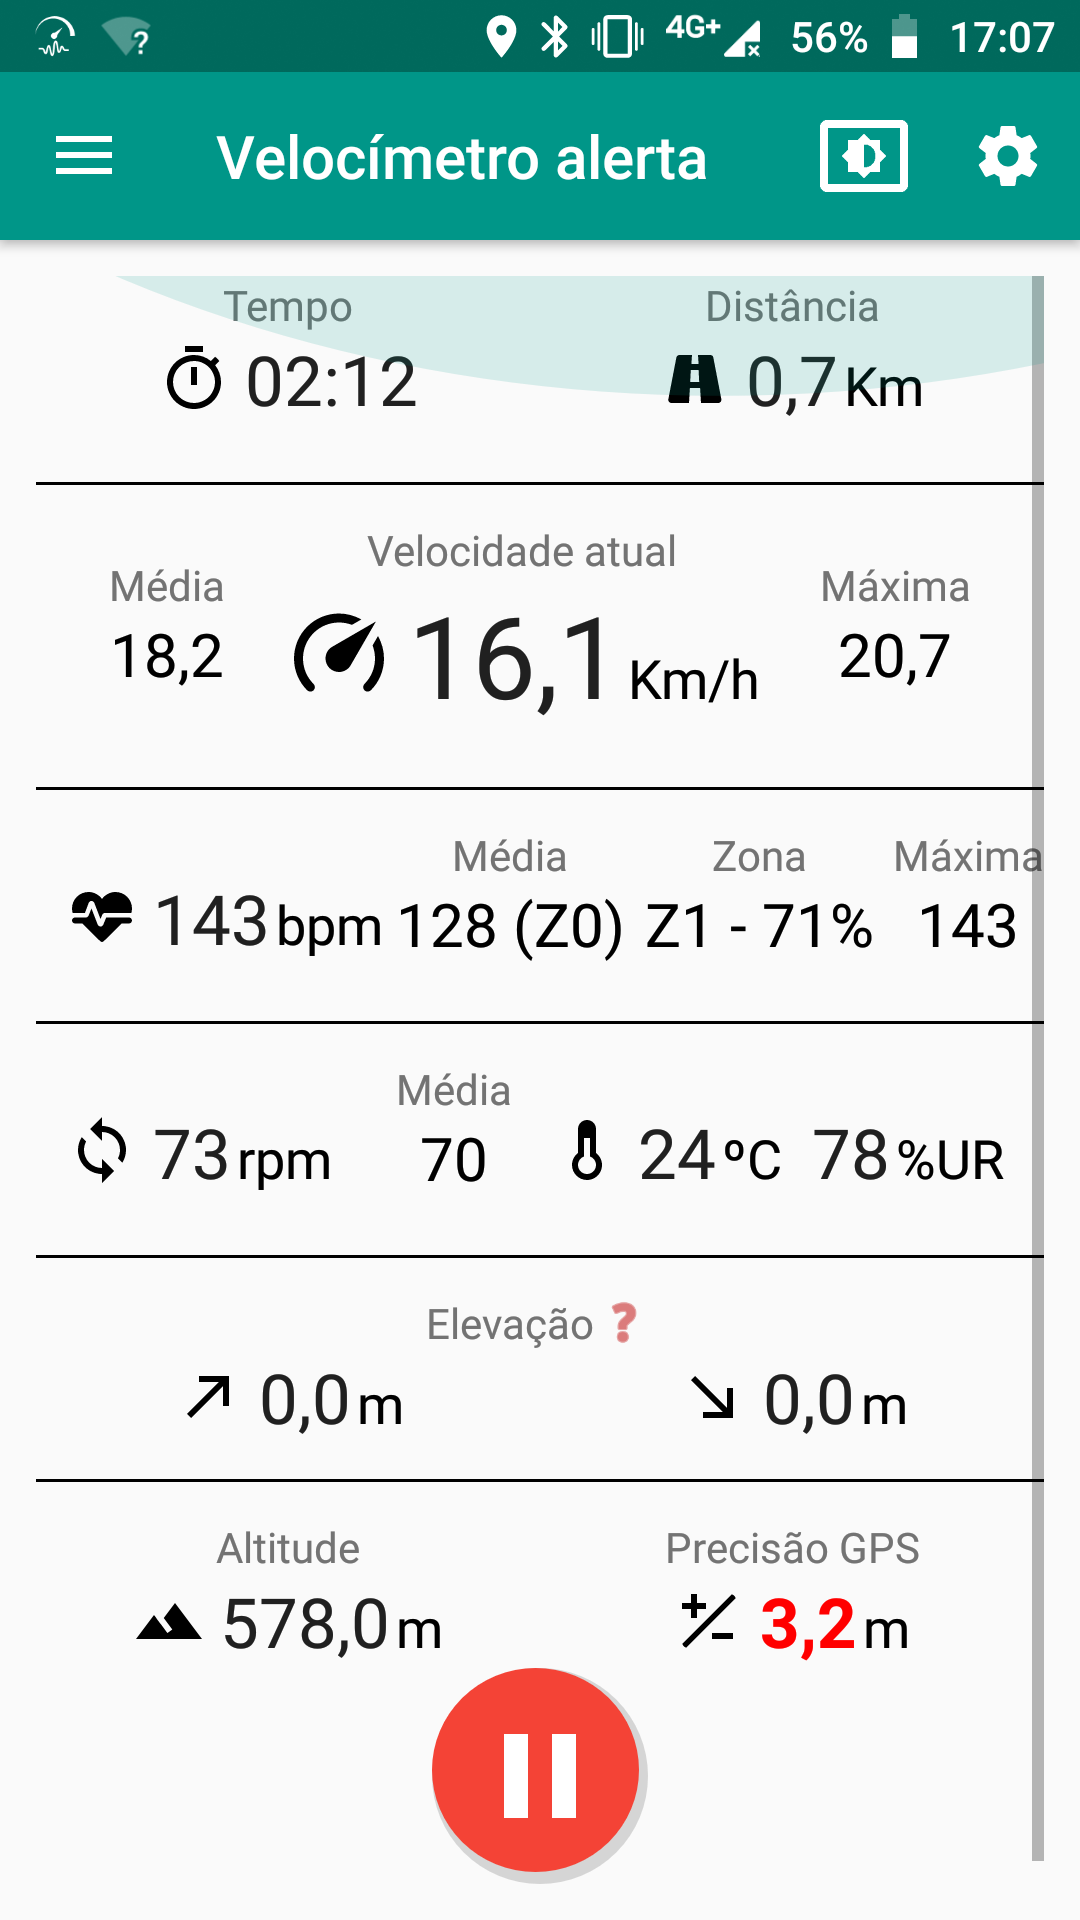 4G+ 56% 17:07
Velocímetro alerta
Tempo Distância
02:12 0,7 Km
Velocidade atual
Média Máxima
18,2 16,1 Km/h 20,7
Média Zona Máxima
143 bpm 128 (Z0) Z1 - 71% 143
Média
73 rpm 70 24 ºC 78 %UR
Elevação ❓
0,0 m 0,0 m
Altitude Precisão GPS
578,0 m 3,2 m